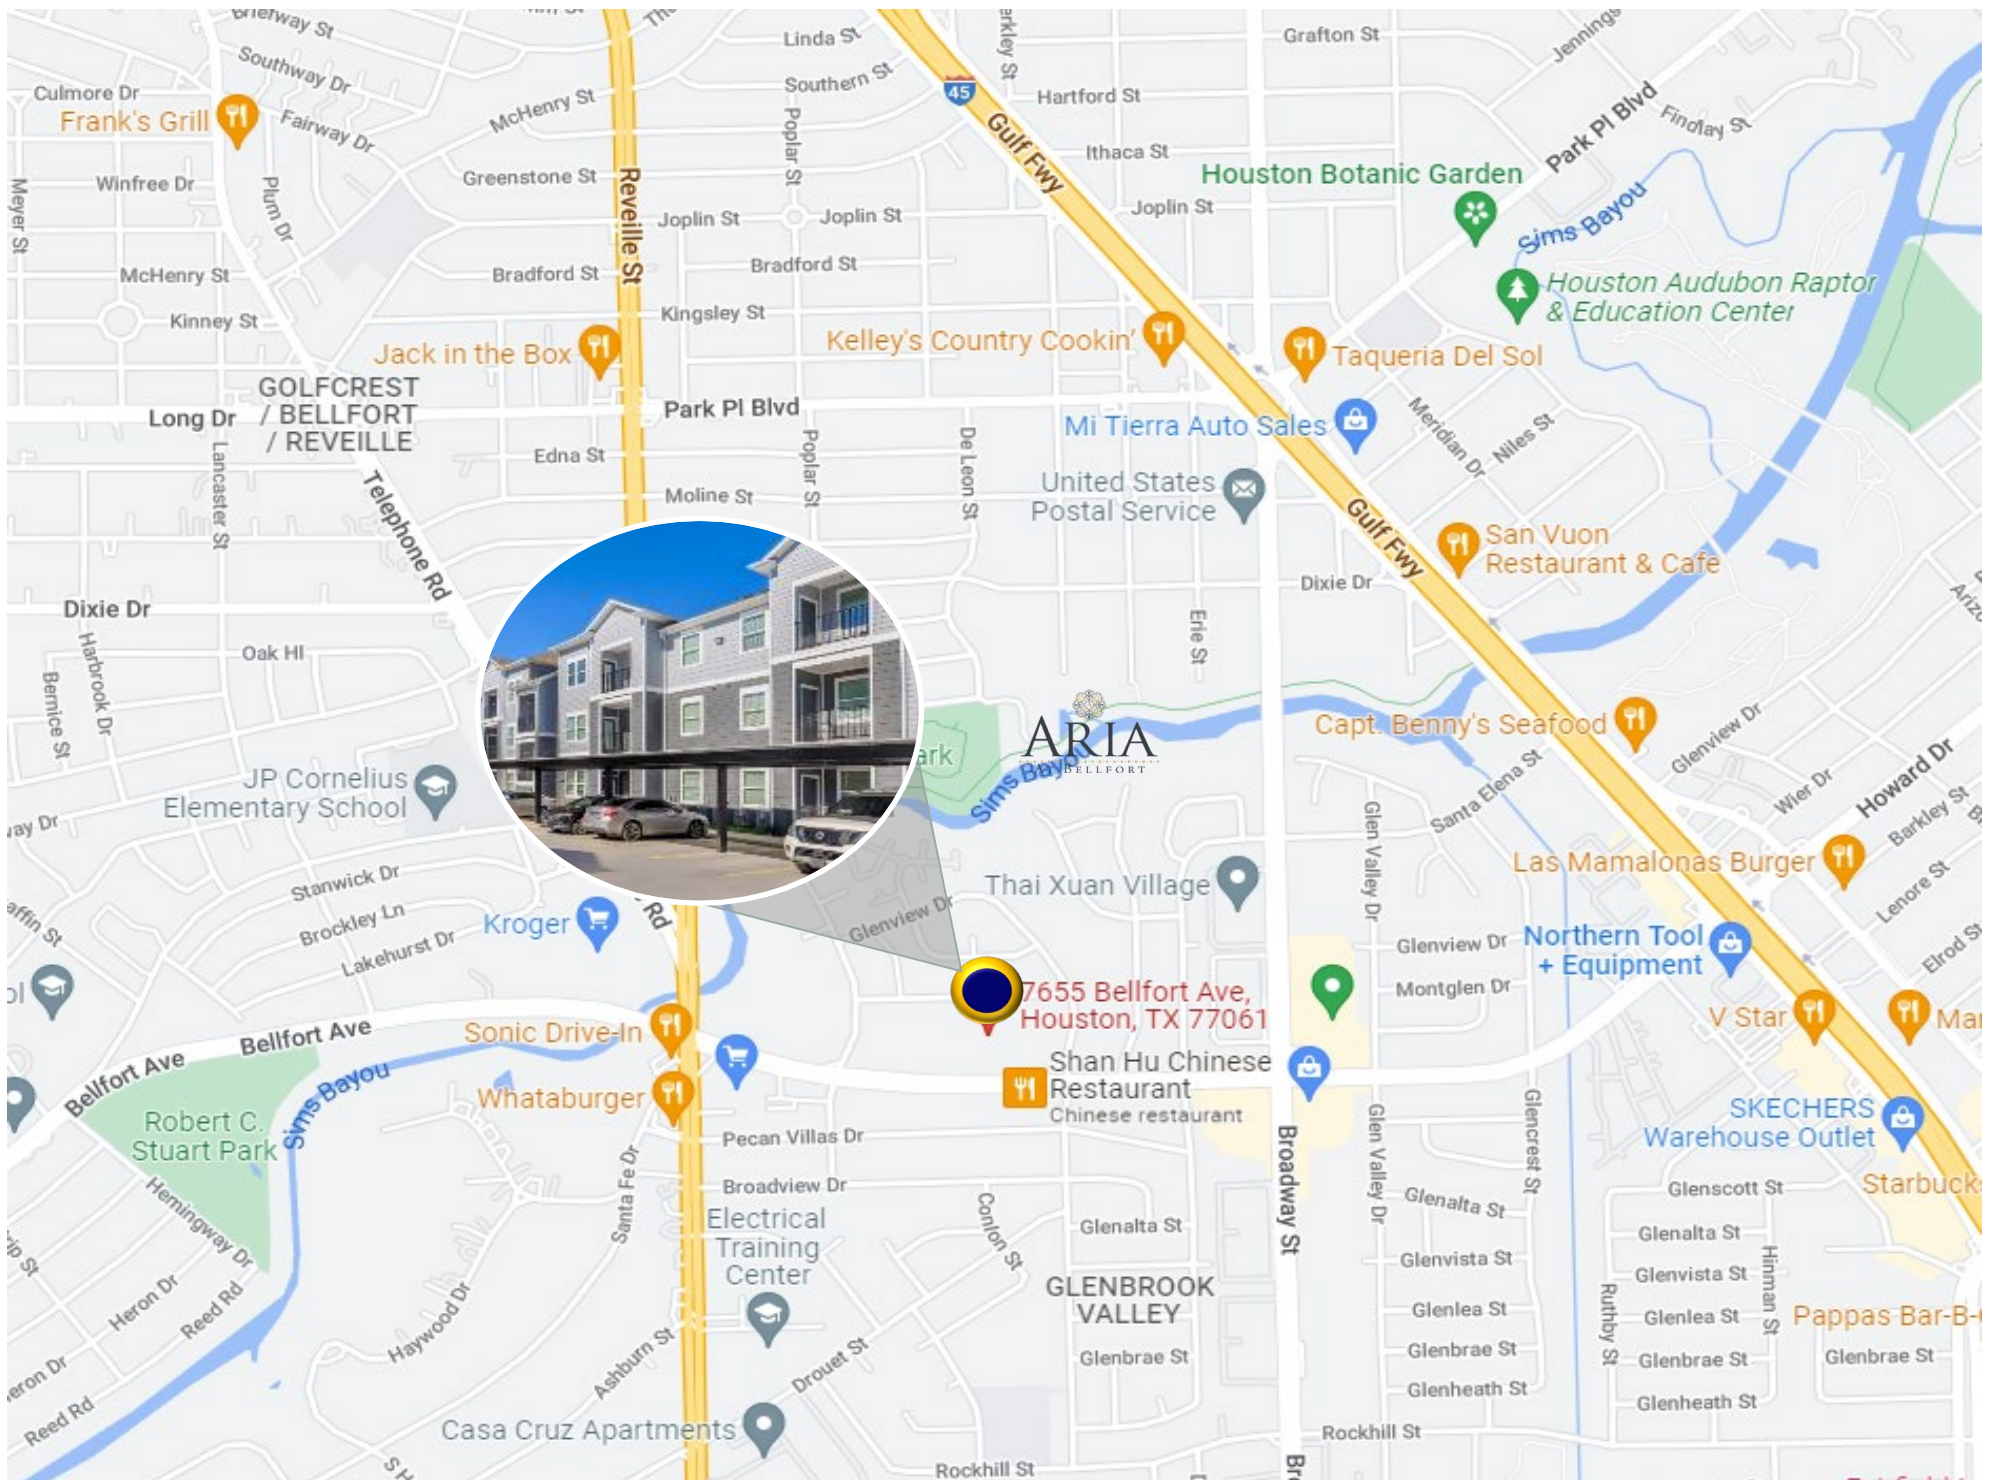 Briefway St
Linda St
Grafton St
Jennings
Southway Dr
Southern St
Culmore Dr
McHenry St
45
Hartford St
Park Pl Blvd
Findlay St
Frank's Grill
Fairway Dr
Poplar St
Gulf Fwy
Ithaca St
Houston Botanic Garden
Meyer St
Winfree Dr
Plum Dr
Greenstone St
Reveille St
Joplin St
Joplin St
Joplin St
Sims Bayou
McHenry St
Bradford St
Bradford St
Houston Audubon Raptor
& Education Center
Kinney St
Kingsley St
Jack in the Box
Kelley's Country Cookin'
Taqueria Del Sol
GOLFCREST
/ BELLFORT
/ REVEILLE
Long Dr
Park Pl Blvd
Mi Tierra Auto Sales
Meridian Dr
Niles St
Lancaster St
Edna St
Poplar St
De Leon St
Telephone Rd
Moline St
United States
Postal Service
Gulf Fwy
San Vuon
Restaurant & Cafe
Dixie Dr
Dixie Dr
Harbrook Dr
Oak Hl
Erie St
Bernice St
ARIA
BELLFORT
Sims Bayou
Capt. Benny's Seafood
Glenview Dr
Howard Dr
JP Cornelius
Elementary School
Santa Elena St
Wier Dr
Barkley St
Glen Valley Dr
Las Mamalonas Burger
Lenore St
Stanwick Dr
Thai Xuan Village
Brockley Ln
Kroger
Rd
Glenview Dr
Lakehurst Dr
Glenview Dr
Northern Tool
+ Equipment
Elrod St
Montglen Dr
7655 Bellfort Ave,
Houston, TX 77061
V Star
Bellfort Ave
Bellfort Ave
Sonic Drive-In
Shan Hu Chinese
Restaurant
Chinese restaurant
Sims Bayou
Whataburger
Robert C.
Stuart Park
Pecan Villas Dr
Broadway St
Glen Valley Dr
Glencrest St
SKECHERS
Warehouse Outlet
Hemingway Dr
Santa Fe Dr
Broadview Dr
Conlon St
Glenalta St
Glenalta St
Glenscott St
Starbucks
Electrical
Training
Center
Glenalta St
Glenvista St
Glenvista St
Hinman St
Heron Dr
Reed Rd
Haywood Dr
GLENBROOK
VALLEY
Glenlea St
Ruthby St
Glenlea St
Pappas Bar-B-
Ashburn St
Drouet St
Glenbrae St
Glenbrae St
Glenbrae St
Glenbrae St
Glenheath St
Glenheath St
Reed Rd
Casa Cruz Apartments
Rockhill St
Rockhill St